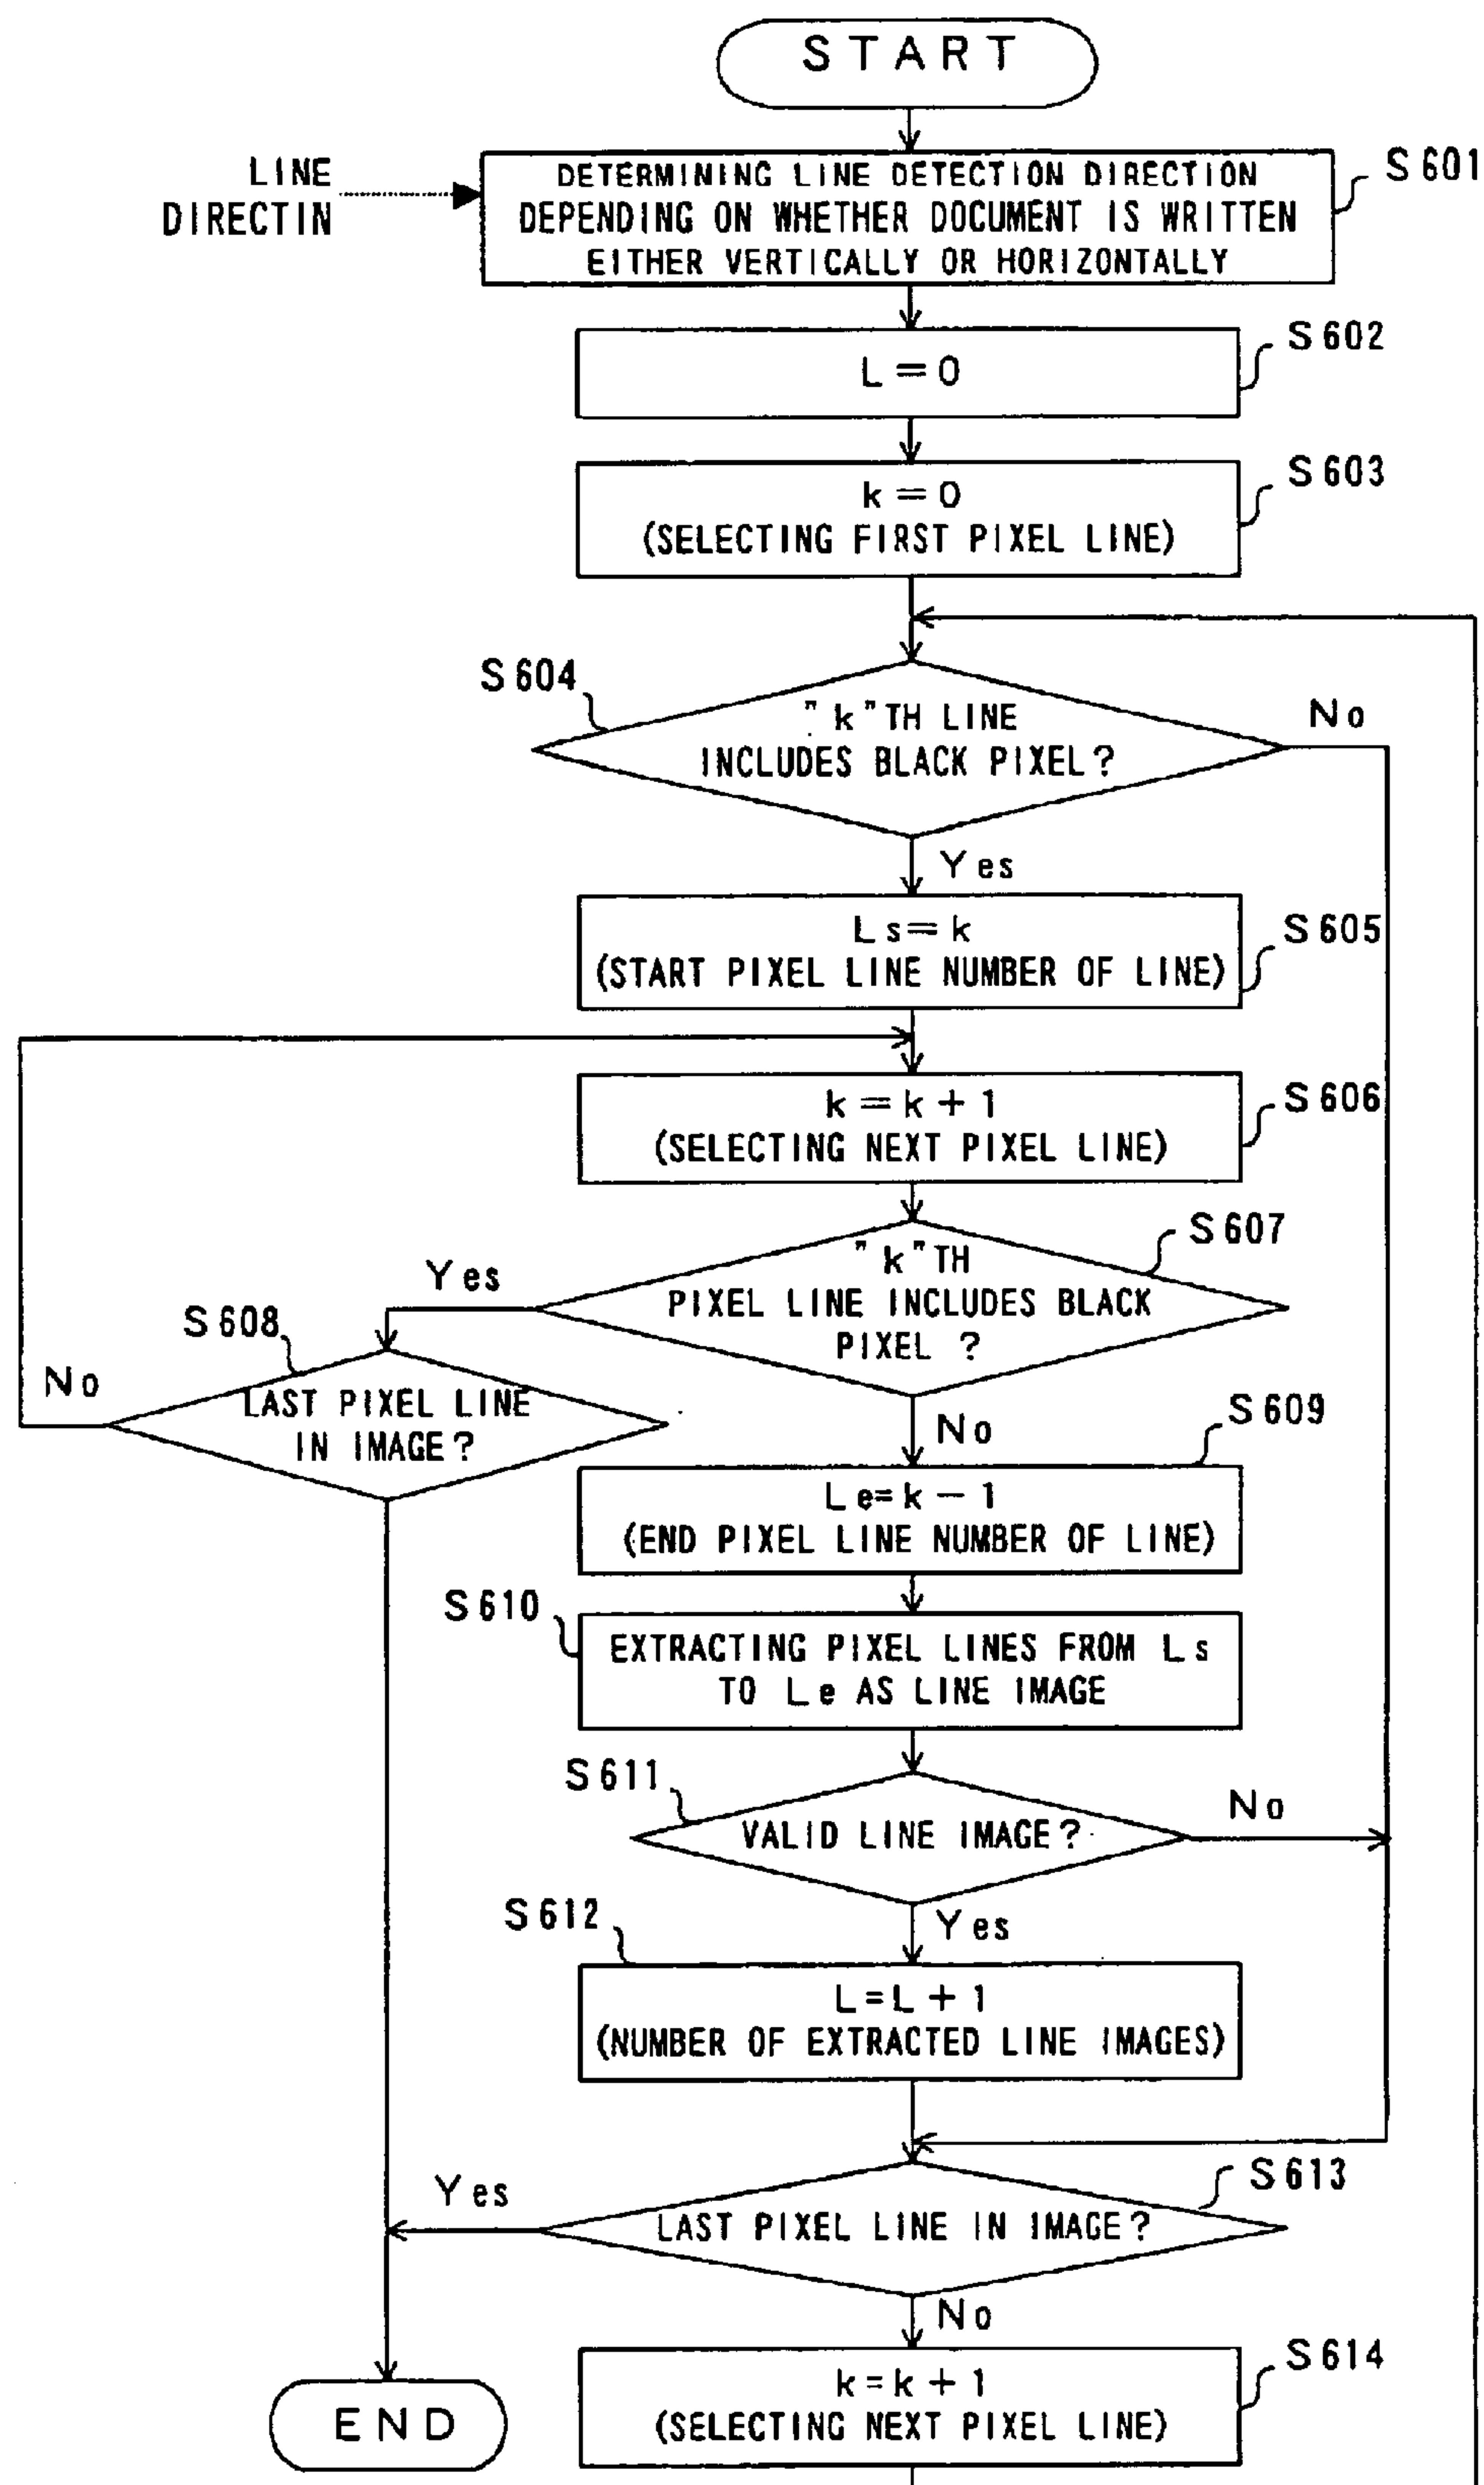 START
LINE
DIRECTIN
S601
DETERMINING LINE DETECTION DIRECTION
DEPENDING ON WHETHER DOCUMENT IS WRITTEN
EITHER VERTICALLY OR HORIZONTALLY
S602
L=0
S603
k=0
(SELECTING FIRST PIXEL LINE)
S604
"k"TH LINE
INCLUDES BLACK PIXEL?
No
Yes
S605
Ls=k
(START PIXEL LINE NUMBER OF LINE)
S606
k=k+1
(SELECTING NEXT PIXEL LINE)
S607
"k"TH
PIXEL LINE INCLUDES BLACK
PIXEL ?
Yes
S608
LAST PIXEL LINE
IN IMAGE?
No
No
S609
Le=k-1
(END PIXEL LINE NUMBER OF LINE)
S610
EXTRACTING PIXEL LINES FROM Ls
TO Le AS LINE IMAGE
S611
VALID LINE IMAGE?
No
Yes
S612
L=L+1
(NUMBER OF EXTRACTED LINE IMAGES)
S613
LAST PIXEL LINE IN IMAGE?
Yes
No
S614
k=k+1
(SELECTING NEXT PIXEL LINE)
END